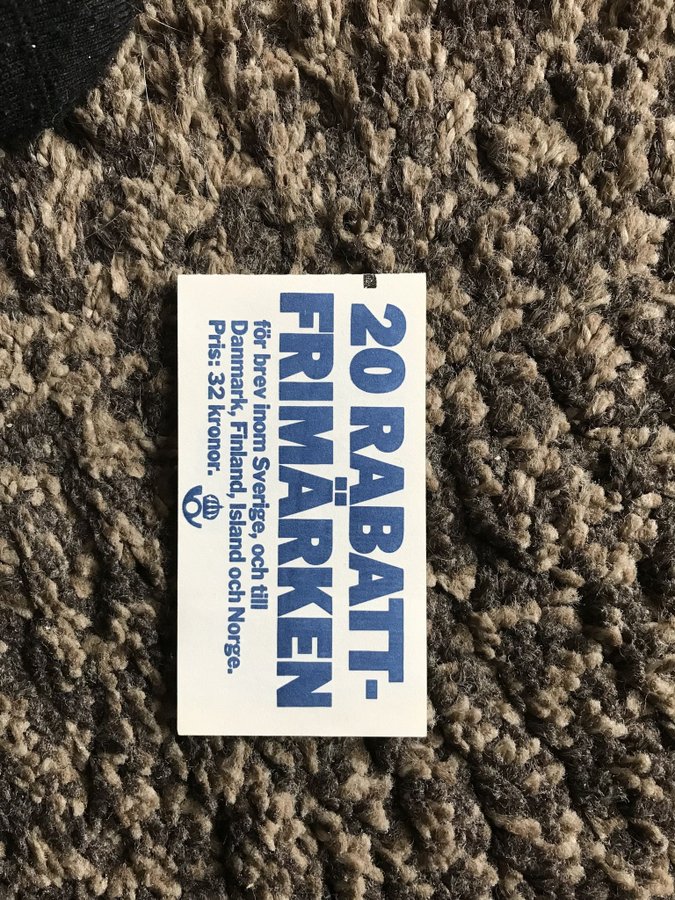 20 RABATT-
FRIMÄRKEN
för brev inom Sverige, och till
Danmark, Finland, Island och Norge.
Pris: 32 kronor.